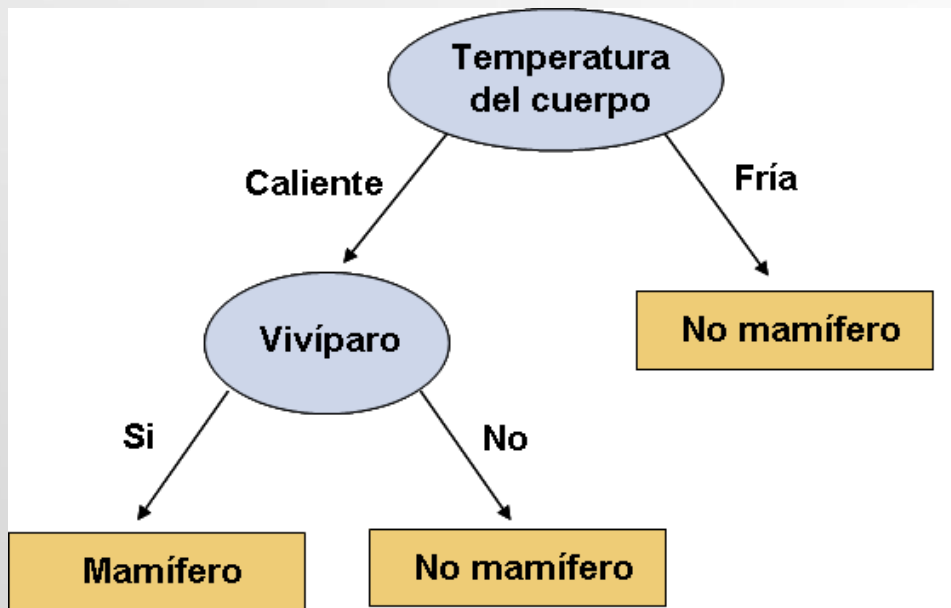 Temperatura
del cuerpo
Caliente
Fría
Vivíparo
No mamífero
Si
No
Mamífero
No mamífero